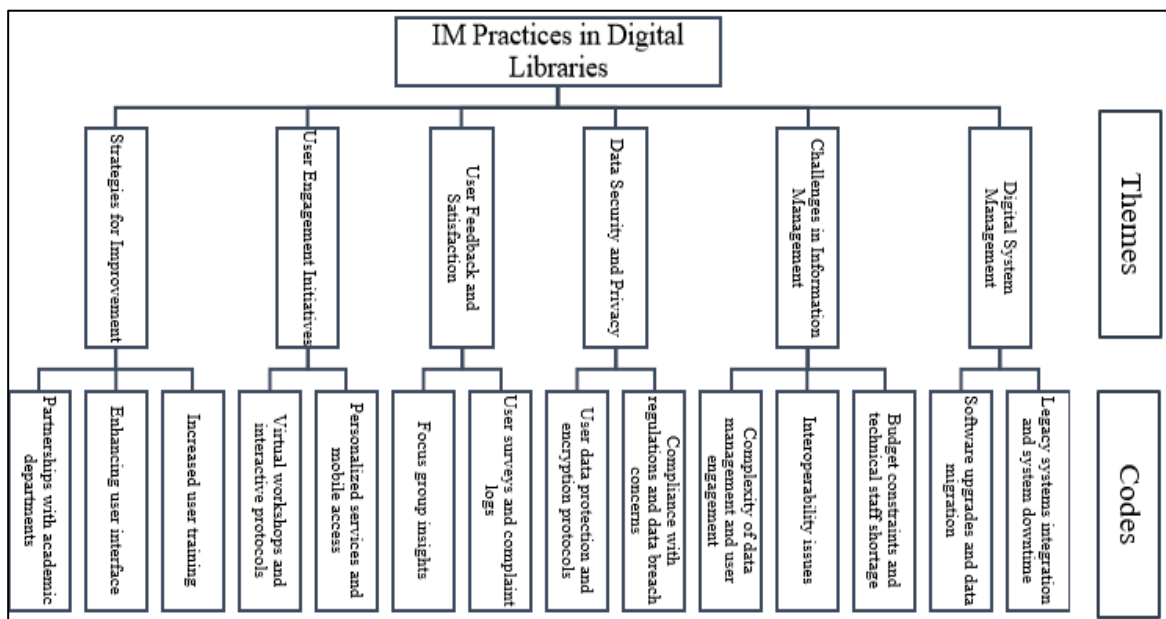 IM Practices in Digital
Libraries
Strategies for Improvement
User Engagement Initiatives
User Feedback and
Satisfaction
Data Security and Privacy
Challenges in Information
Management
Digital System
Management
Themes
Partnerships with academic
departments
Enhancing user interface
Increased user training
Virtual workshops and
interactive protocols
Personalized services and
mobile access
Focus group insights
User surveys and complaint
logs
User data protection and
encryption protocols
Compliance with
regulations and data breach
concerns
Complexity of data
management and user
engagement
Interoperability issues
Budget constraints and
technical staff shortage
Software upgrades and data
migration
Legacy systems integration
and system downtime
Codes